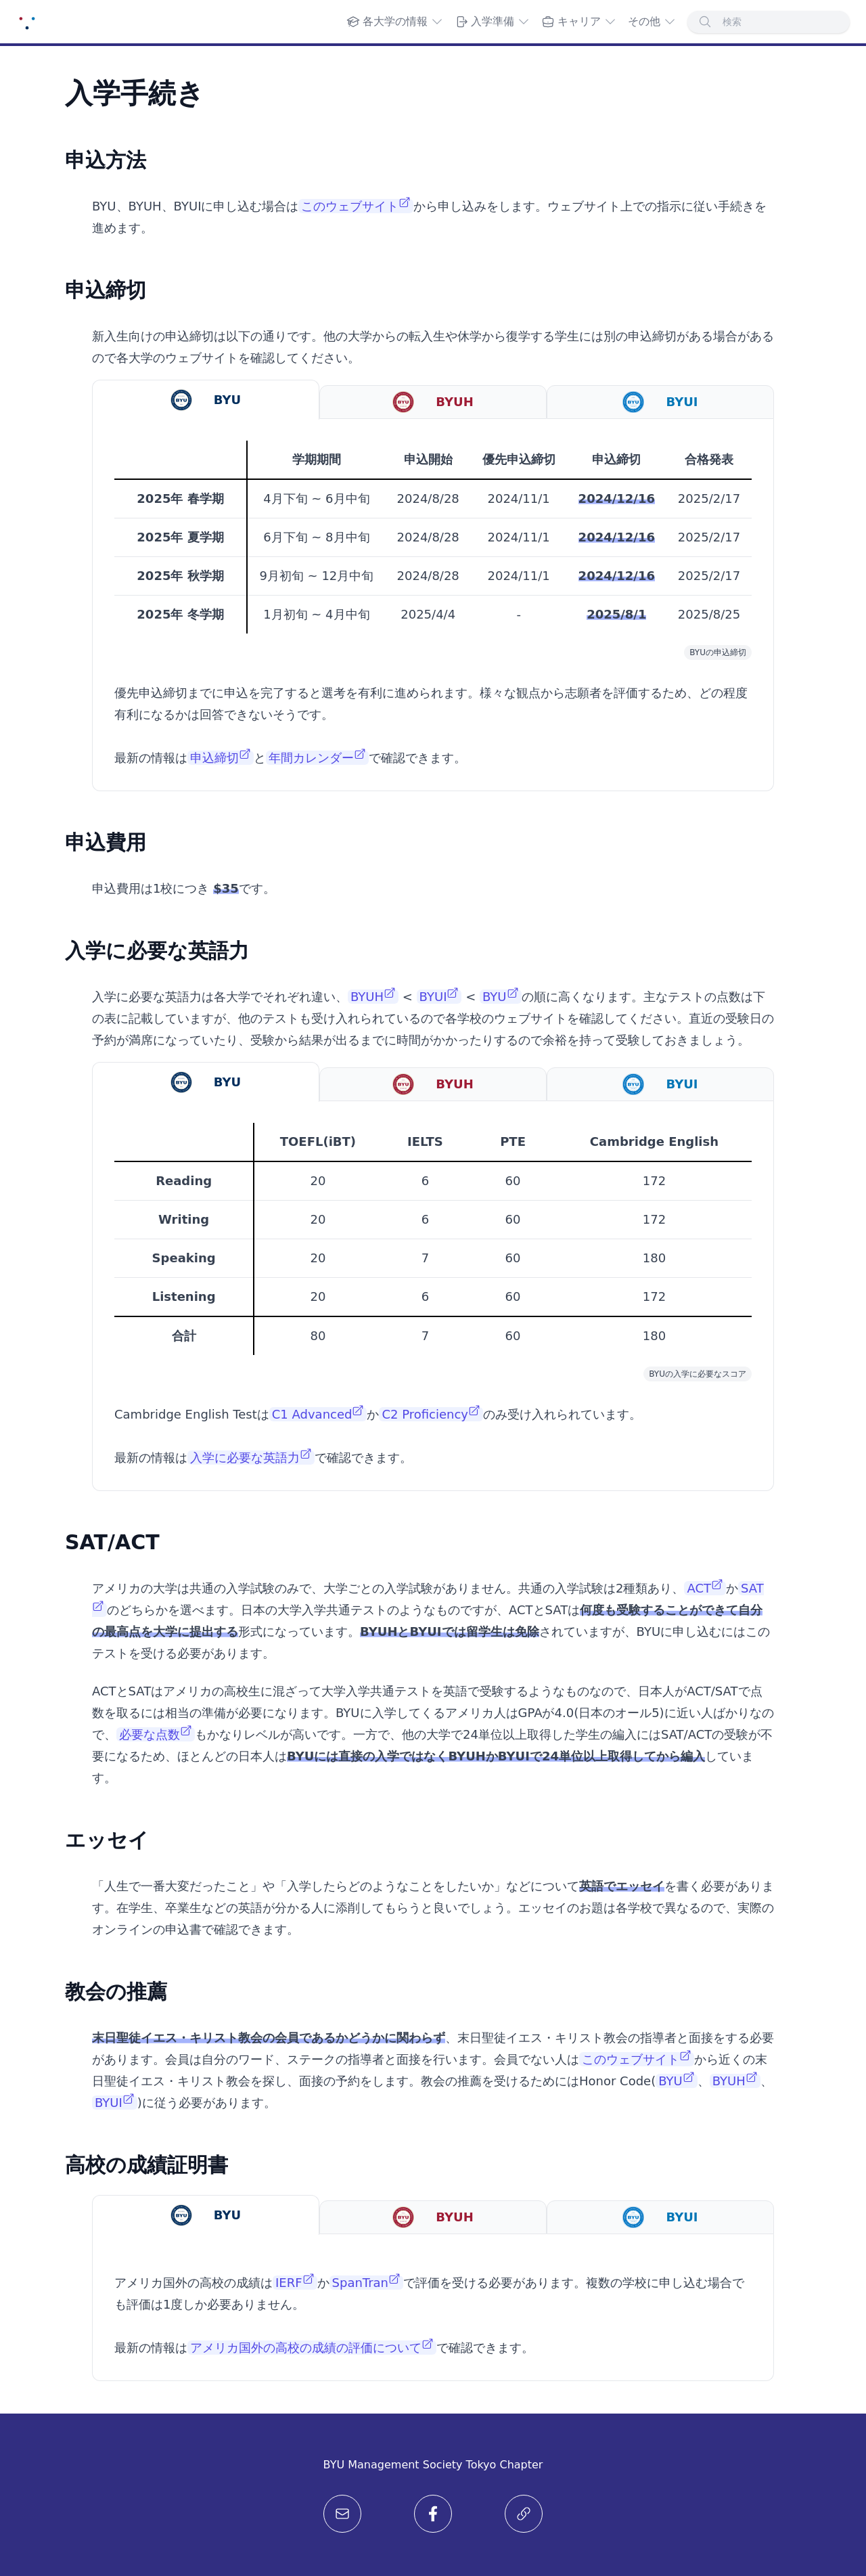 各大学の情報 入学準備 キャリア その他 検索
入学手続き
申込方法
BYU、BYUH、BYUIに申し込む場合はこのウェブサイトから申し込みをします。ウェブサイト上での指示に従い手続きを
進めます。
申込締切
新入生向けの申込締切は以下の通りです。他の大学からの転入生や休学から復学する学生には別の申込締切がある場合がある
ので各大学のウェブサイトを確認してください。
BYU BYUH BYUI
学期期間 申込開始 優先申込締切 申込締切 合格発表
2025年 春学期 4月下旬 ~ 6月中旬 2024/8/28 2024/11/1 2024/12/16 2025/2/17
2025年 夏学期 6月下旬 ~ 8月中旬 2024/8/28 2024/11/1 2024/12/16 2025/2/17
2025年 秋学期 9月初旬 ~ 12月中旬 2024/8/28 2024/11/1 2024/12/16 2025/2/17
2025年 冬学期 1月初旬 ~ 4月中旬 2025/4/4 - 2025/8/1 2025/8/25
BYUの申込締切
優先申込締切までに申込を完了すると選考を有利に進められます。様々な観点から志願者を評価するため、どの程度
有利になるかは回答できないそうです。
最新の情報は申込締切と年間カレンダーで確認できます。
申込費用
申込費用は1校につき $35です。
入学に必要な英語力
入学に必要な英語力は各大学でそれぞれ違い、BYUH < BYUI < BYUの順に高くなります。主なテストの点数は下
の表に記載していますが、他のテストも受け入れられているので各学校のウェブサイトを確認してください。直近の受験日の
予約が満席になっていたり、受験から結果が出るまでに時間がかかったりするので余裕を持って受験しておきましょう。
BYU BYUH BYUI
TOEFL(iBT) IELTS PTE Cambridge English
Reading 20 6 60 172
Writing 20 6 60 172
Speaking 20 7 60 180
Listening 20 6 60 172
合計 80 7 60 180
BYUの入学に必要なスコア
Cambridge English TestはC1 AdvancedかC2 Proficiencyのみ受け入れられています。
最新の情報は入学に必要な英語力で確認できます。
SAT/ACT
アメリカの大学は共通の入学試験のみで、大学ごとの入学試験がありません。共通の入学試験は2種類あり、ACTかSAT
のどちらかを選べます。日本の大学入学共通テストのようなものですが、ACTとSATは何度も受験することができて自分
の最高点を大学に提出する形式になっています。BYUHとBYUIでは留学生は免除されていますが、BYUに申し込むにはこの
テストを受ける必要があります。
ACTとSATはアメリカの高校生に混ざって大学入学共通テストを英語で受験するようなものなので、日本人がACT/SATで点
数を取るには相当の準備が必要になります。BYUに入学してくるアメリカ人はGPAが4.0(日本のオール5)に近い人ばかりなの
で、必要な点数もかなりレベルが高いです。一方で、他の大学で24単位以上取得した学生の編入にはSAT/ACTの受験が不
要になるため、ほとんどの日本人はBYUには直接の入学ではなくBYUHかBYUIで24単位以上取得してから編入していま
す。
エッセイ
「人生で一番大変だったこと」や「入学したらどのようなことをしたいか」などについて英語でエッセイを書く必要がありま
す。在学生、卒業生などの英語が分かる人に添削してもらうと良いでしょう。エッセイのお題は各学校で異なるので、実際の
オンラインの申込書で確認できます。
教会の推薦
末日聖徒イエス・キリスト教会の会員であるかどうかに関わらず、末日聖徒イエス・キリスト教会の指導者と面接をする必要
があります。会員は自分のワード、ステークの指導者と面接を行います。会員でない人はこのウェブサイトから近くの末
日聖徒イエス・キリスト教会を探し、面接の予約をします。教会の推薦を受けるためにはHonor Code(BYU、BYUH、
BYUI)に従う必要があります。
高校の成績証明書
BYU BYUH BYUI
アメリカ国外の高校の成績はIERFかSpanTranで評価を受ける必要があります。複数の学校に申し込む場合で
も評価は1度しか必要ありません。
最新の情報はアメリカ国外の高校の成績の評価についてで確認できます。
BYU Management Society Tokyo Chapter